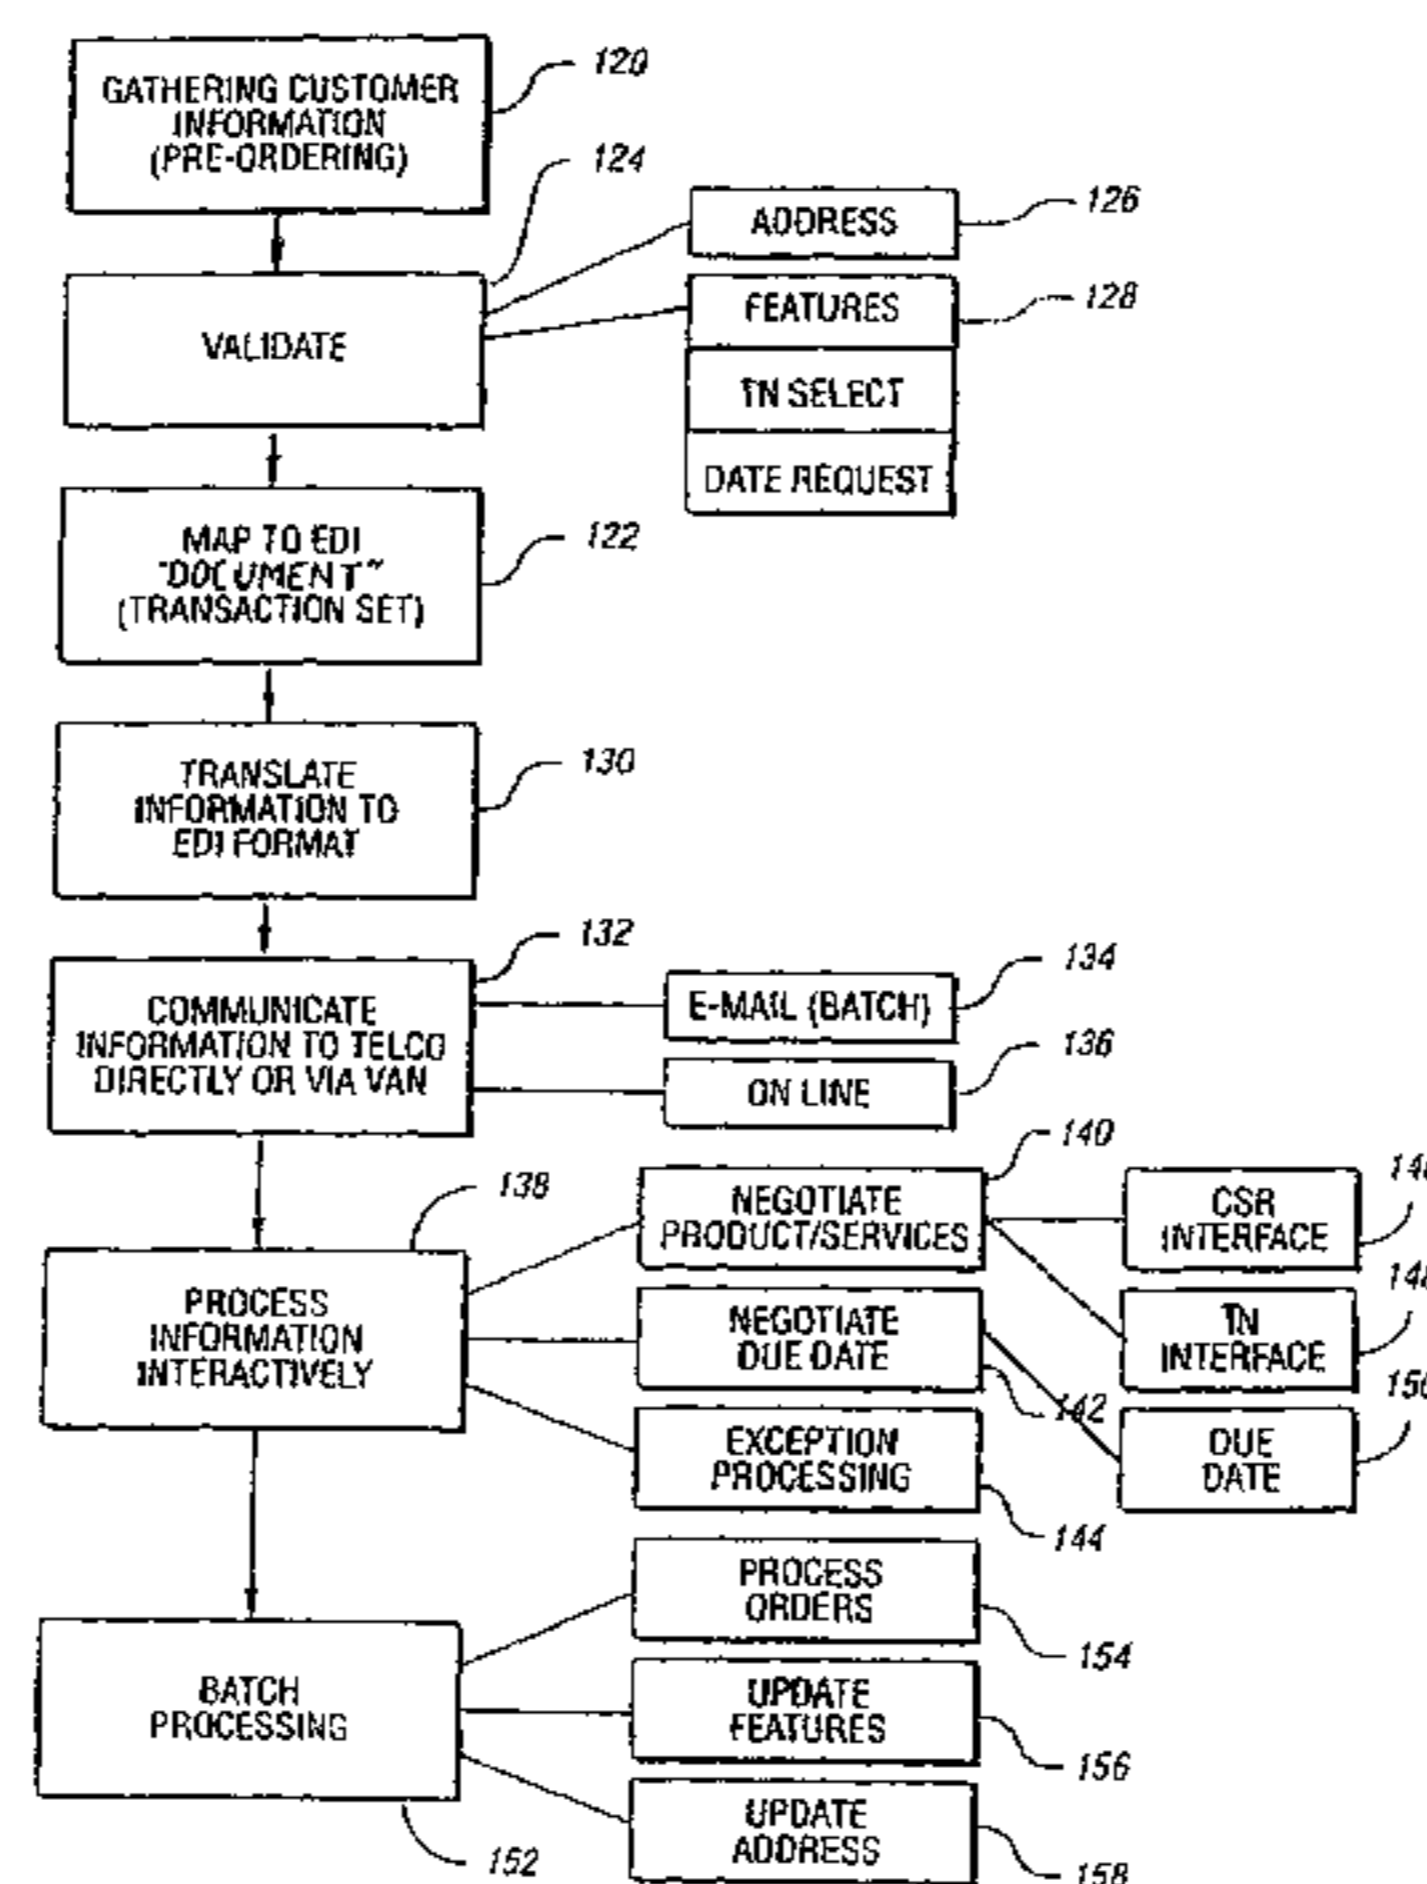 GATHERING CUSTOMER
INFORMATION
(PRE-ORDERING)
120
124
VALIDATE
ADDRESS
126
FEATURES
128
TN SELECT
DATE REQUEST
MAP TO EDI
"DOCUMENT"
(TRANSACTION SET)
122
TRANSLATE
INFORMATION TO
EDI FORMAT
130
COMMUNICATE
INFORMATION TO TELCO
DIRECTLY OR VIA VAN
132
E-MAIL (BATCH)
134
ON LINE
136
PROCESS
INFORMATION
INTERACTIVELY
138
NEGOTIATE
PRODUCT/SERVICES
140
CSR
INTERFACE
NEGOTIATE
DUE DATE
142
TN
INTERFACE
EXCEPTION
PROCESSING
144
DUE
DATE
BATCH
PROCESSING
152
PROCESS
ORDERS
154
UPDATE
FEATURES
156
UPDATE
ADDRESS
158